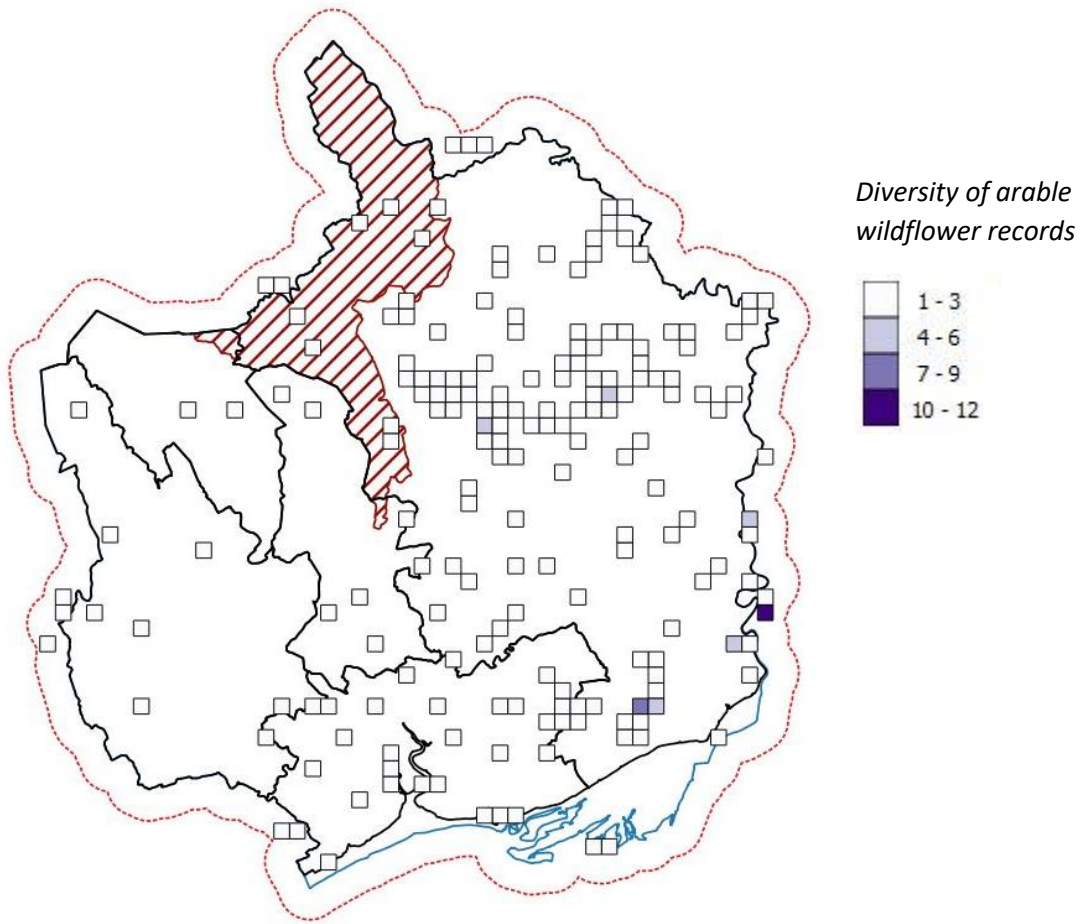 Diversity of arable
wildflower records
1 - 3
4 - 6
7 - 9
10 - 12